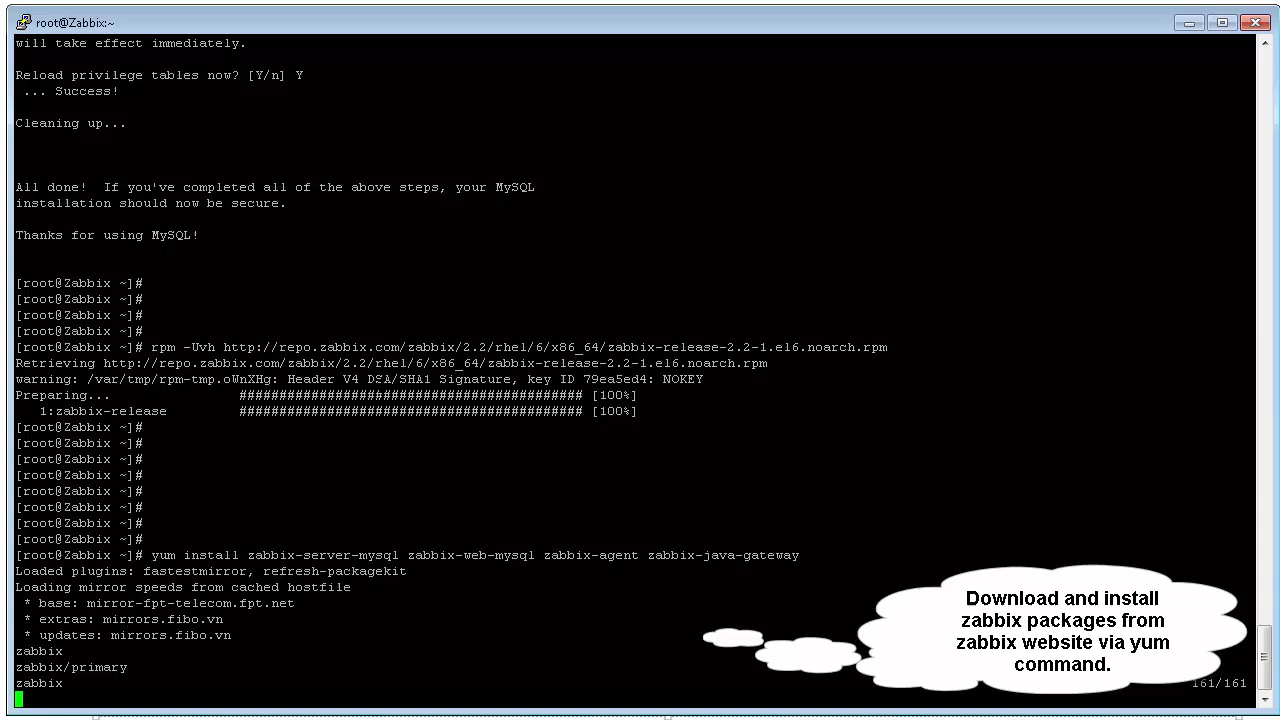 root@Zabbix:~
will take effect immediately.
Reload privilege tables now? [Y/n] Y
 ... Success!
Cleaning up...
All done!  If you've completed all of the above steps, your MySQL
installation should now be secure.
Thanks for using MySQL!
[root@Zabbix ~]#
[root@Zabbix ~]#
[root@Zabbix ~]#
[root@Zabbix ~]#
[root@Zabbix ~]# rpm -Uvh http://repo.zabbix.com/zabbix/2.2/rhel/6/x86_64/zabbix-release-2.2-1.el6.noarch.rpm
Retrieving http://repo.zabbix.com/zabbix/2.2/rhel/6/x86_64/zabbix-release-2.2-1.el6.noarch.rpm
warning: /var/tmp/rpm-tmp.oWnXHg: Header V4 DSA/SHA1 Signature, key ID 79ea5ed4: NOKEY
Preparing...                ########################################### [100%]
   1:zabbix-release         ########################################### [100%]
[root@Zabbix ~]#
[root@Zabbix ~]#
[root@Zabbix ~]#
[root@Zabbix ~]#
[root@Zabbix ~]#
[root@Zabbix ~]#
[root@Zabbix ~]#
[root@Zabbix ~]#
[root@Zabbix ~]# yum install zabbix-server-mysql zabbix-web-mysql zabbix-agent zabbix-java-gateway
Loaded plugins: fastestmirror, refresh-packagekit
Loading mirror speeds from cached hostfile
 * base: mirror-fpt-telecom.fpt.net
 * extras: mirrors.fibo.vn
 * updates: mirrors.fibo.vn
zabbix
zabbix/primary
zabbix 161/161
Download and install
zabbix packages from
zabbix website via yum
command.